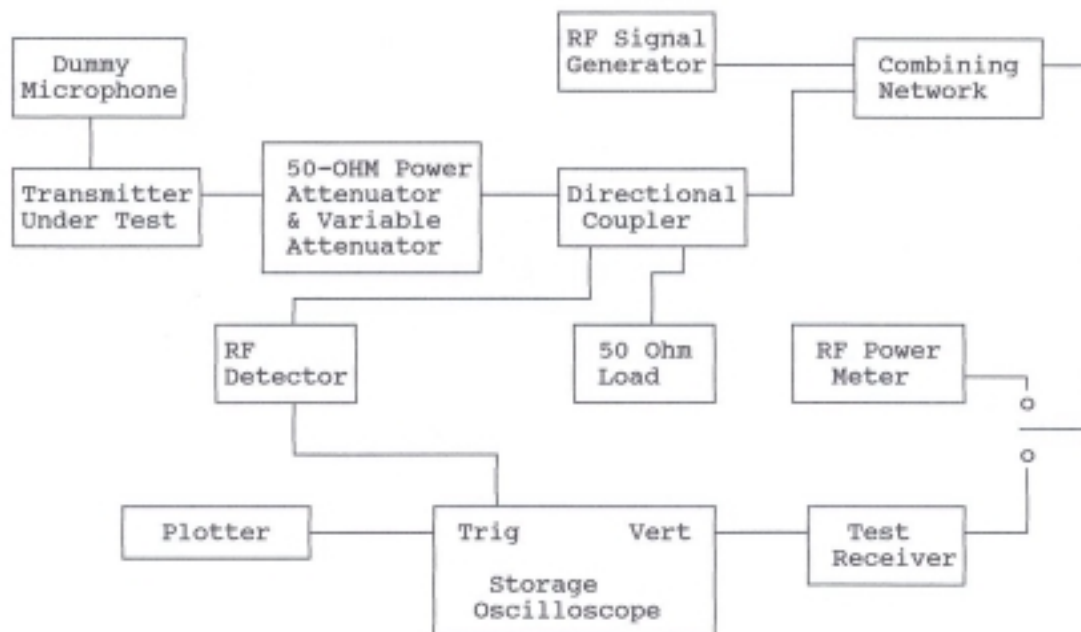 Dummy
Microphone
RF Signal
Generator
Combining
Network
Transmitter
Under Test
50-OHM Power
Attenuator
& Variable
Attenuator
Directional
Coupler
RF
Detector
50 Ohm
Load
RF Power
Meter
Plotter
Trig
Vert
Storage
Oscilloscope
Test
Receiver